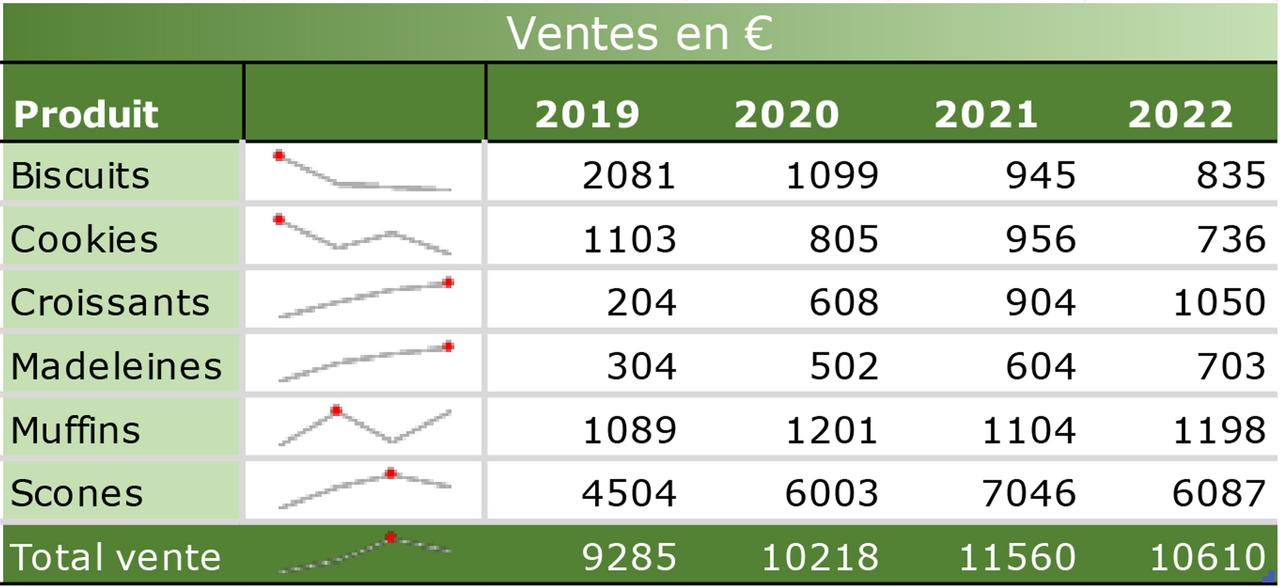 Ventes en €
Produit 2019 2020 2021 2022
Biscuits 2081 1099 945 835
Cookies 1103 805 956 736
Croissants 204 608 904 1050
Madeleines 304 502 604 703
Muffins 1089 1201 1104 1198
Scones 4504 6003 7046 6087
Total vente 9285 10218 11560 10610